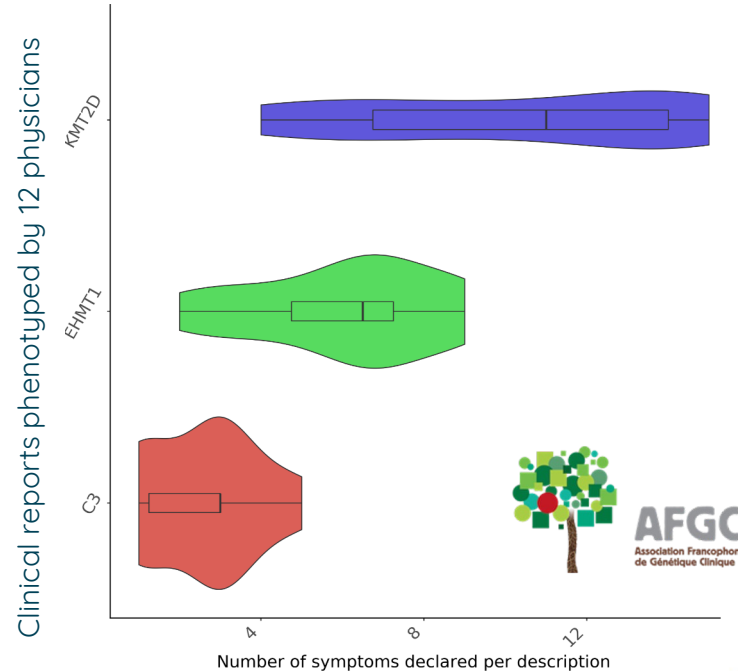 Clinical reports phenotyped by 12 physicians
KMT2D
EHMT1
C3
4
8
12
Number of symptoms declared per description
AFGC
Association Francophon
de Génétique Clinique